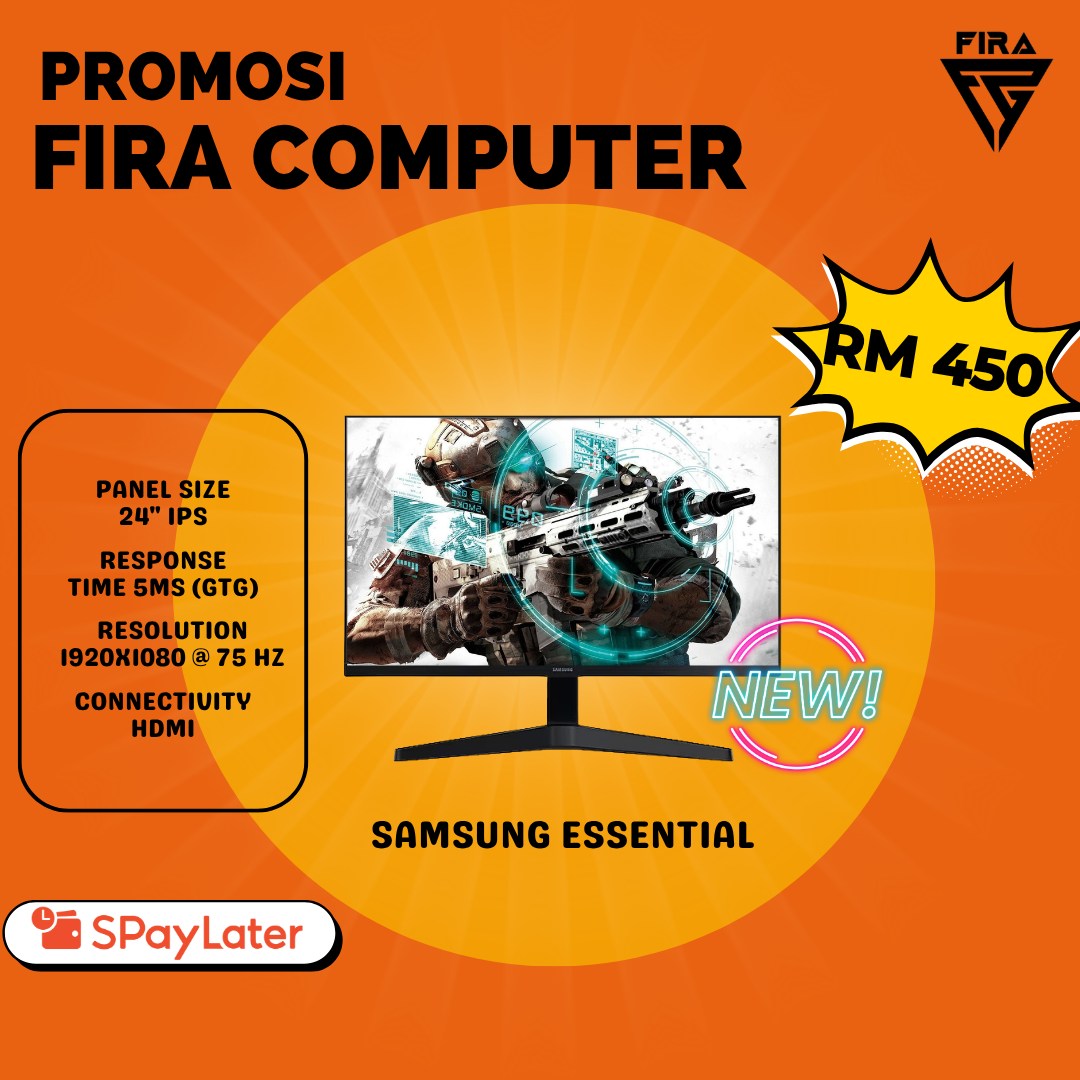 PROMOSI
FIRA COMPUTER
FIRA
RM 450
PANEL SIZE
24" IPS
RESPONSE
TIME 5MS (GTG)
RESOLUTION
1920X1080 @ 75 HZ
CONNECTIVITY
HDMI
SAMSUNG
NEW!
SAMSUNG ESSENTIAL
SPayLater